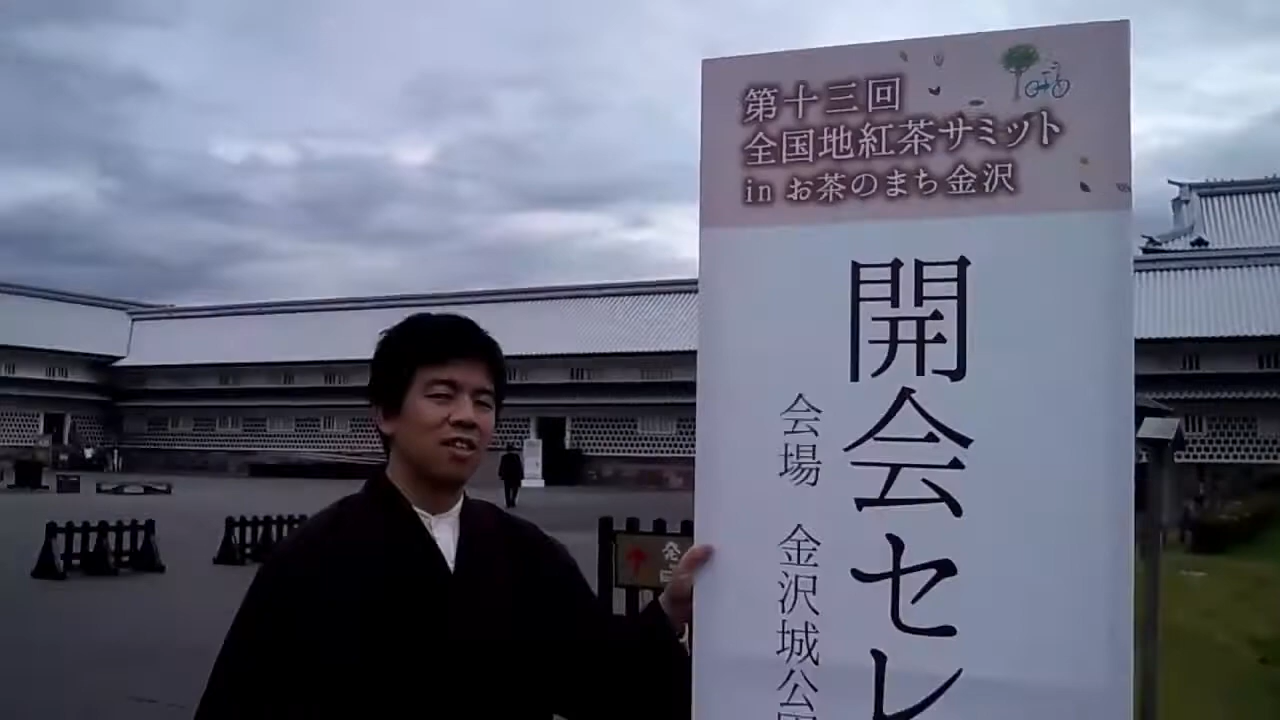 第十三回
全国地紅茶サミット
in お茶のまち金沢
開会セレ
会場 金沢城公